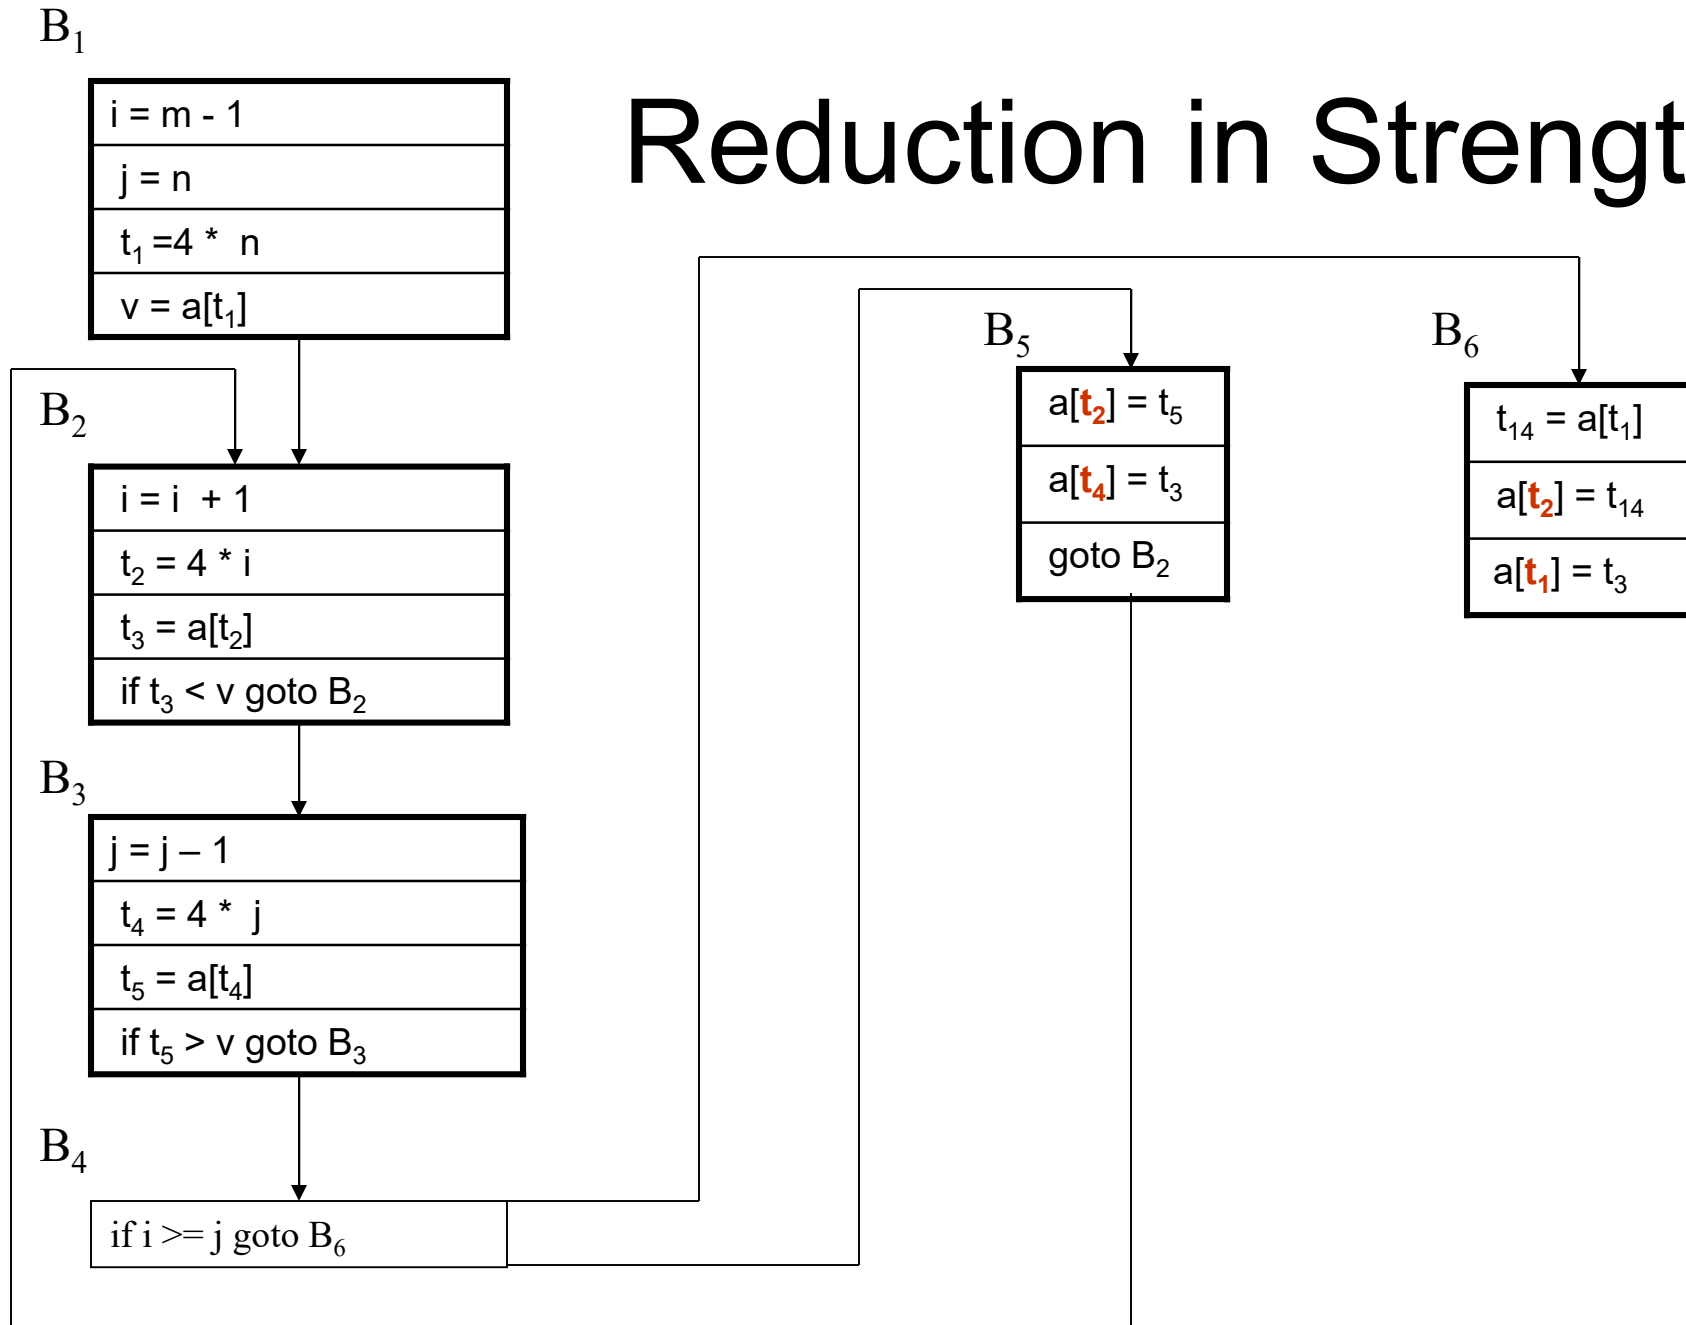 B₁
i = m - 1
j = n
t₁ =4 * n
v = a[t₁]
Reduction in Strengt
B₂
i = i + 1
t₂ = 4 * i
t₃ = a[t₂]
if t₃ < v goto B₂
B₃
j = j – 1
t₄ = 4 * j
t₅ = a[t₄]
if t₅ > v goto B₃
B₄
if i >= j goto B₆
B₅
a[t₂] = t₅
a[t₄] = t₃
goto B₂
B₆
t₁₄ = a[t₁]
a[t₂] = t₁₄
a[t₁] = t₃